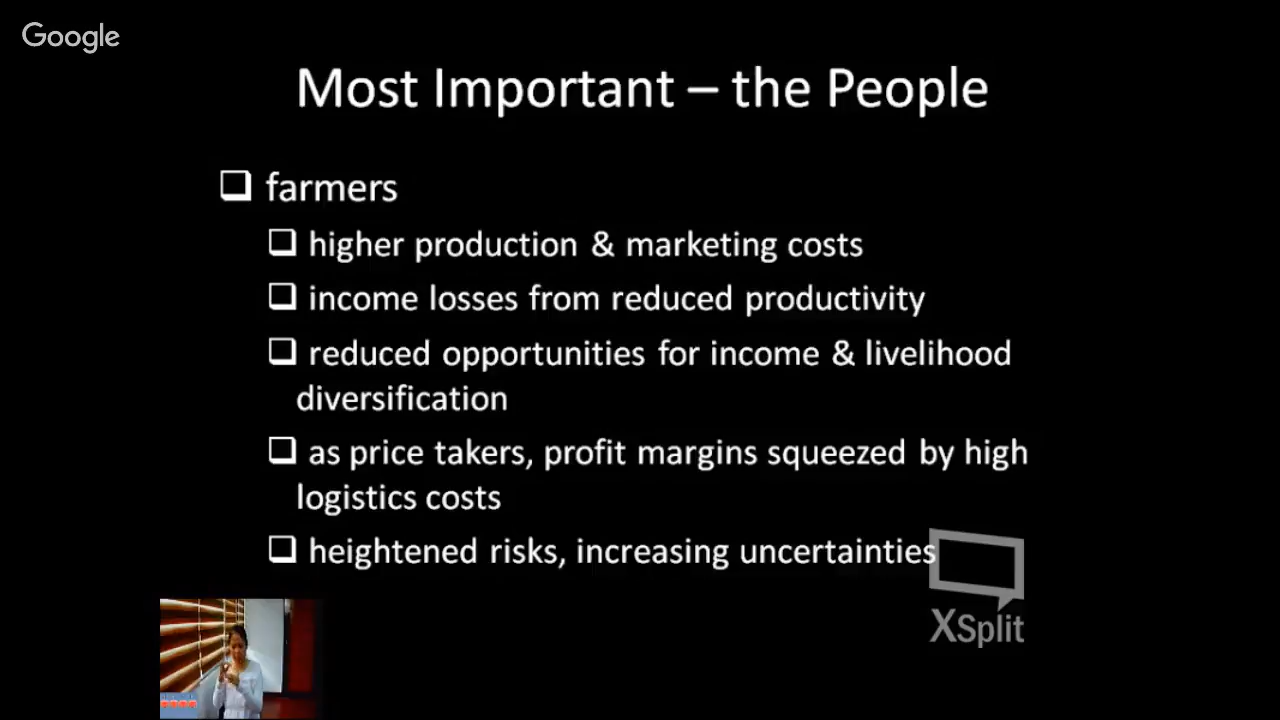 Google
Most Important – the People
farmers
higher production & marketing costs
income losses from reduced productivity
reduced opportunities for income & livelihood
diversification
as price takers, profit margins squeezed by high
logistics costs
heightened risks, increasing uncertainties
XSplit